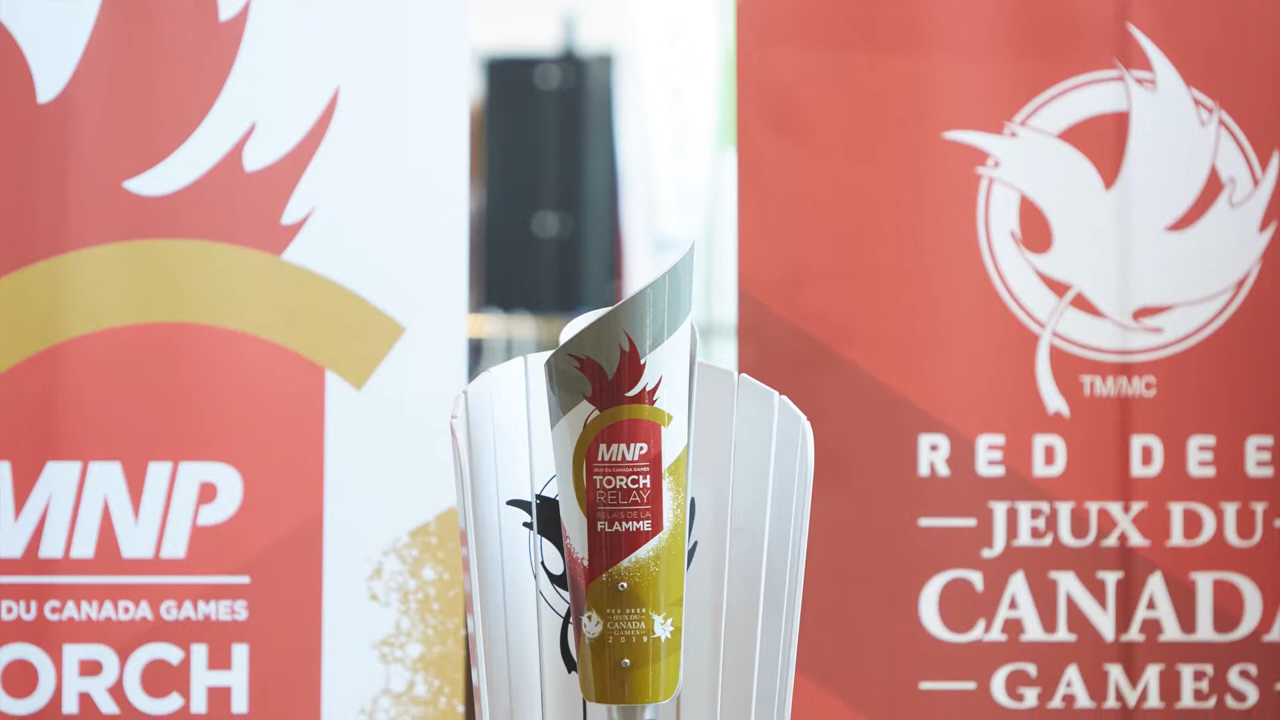 MNP
DU CANADA GAMES
ORCH
MNP
JEUX DU CANADA GAMES
TORCH
RELAY
RELAIS DE LA
FLAMME
RED DEER
JEUX DU
CANADA
GAMES
2019
TM/MC
RED DEE
JEUX DU
CANADA
GAMES